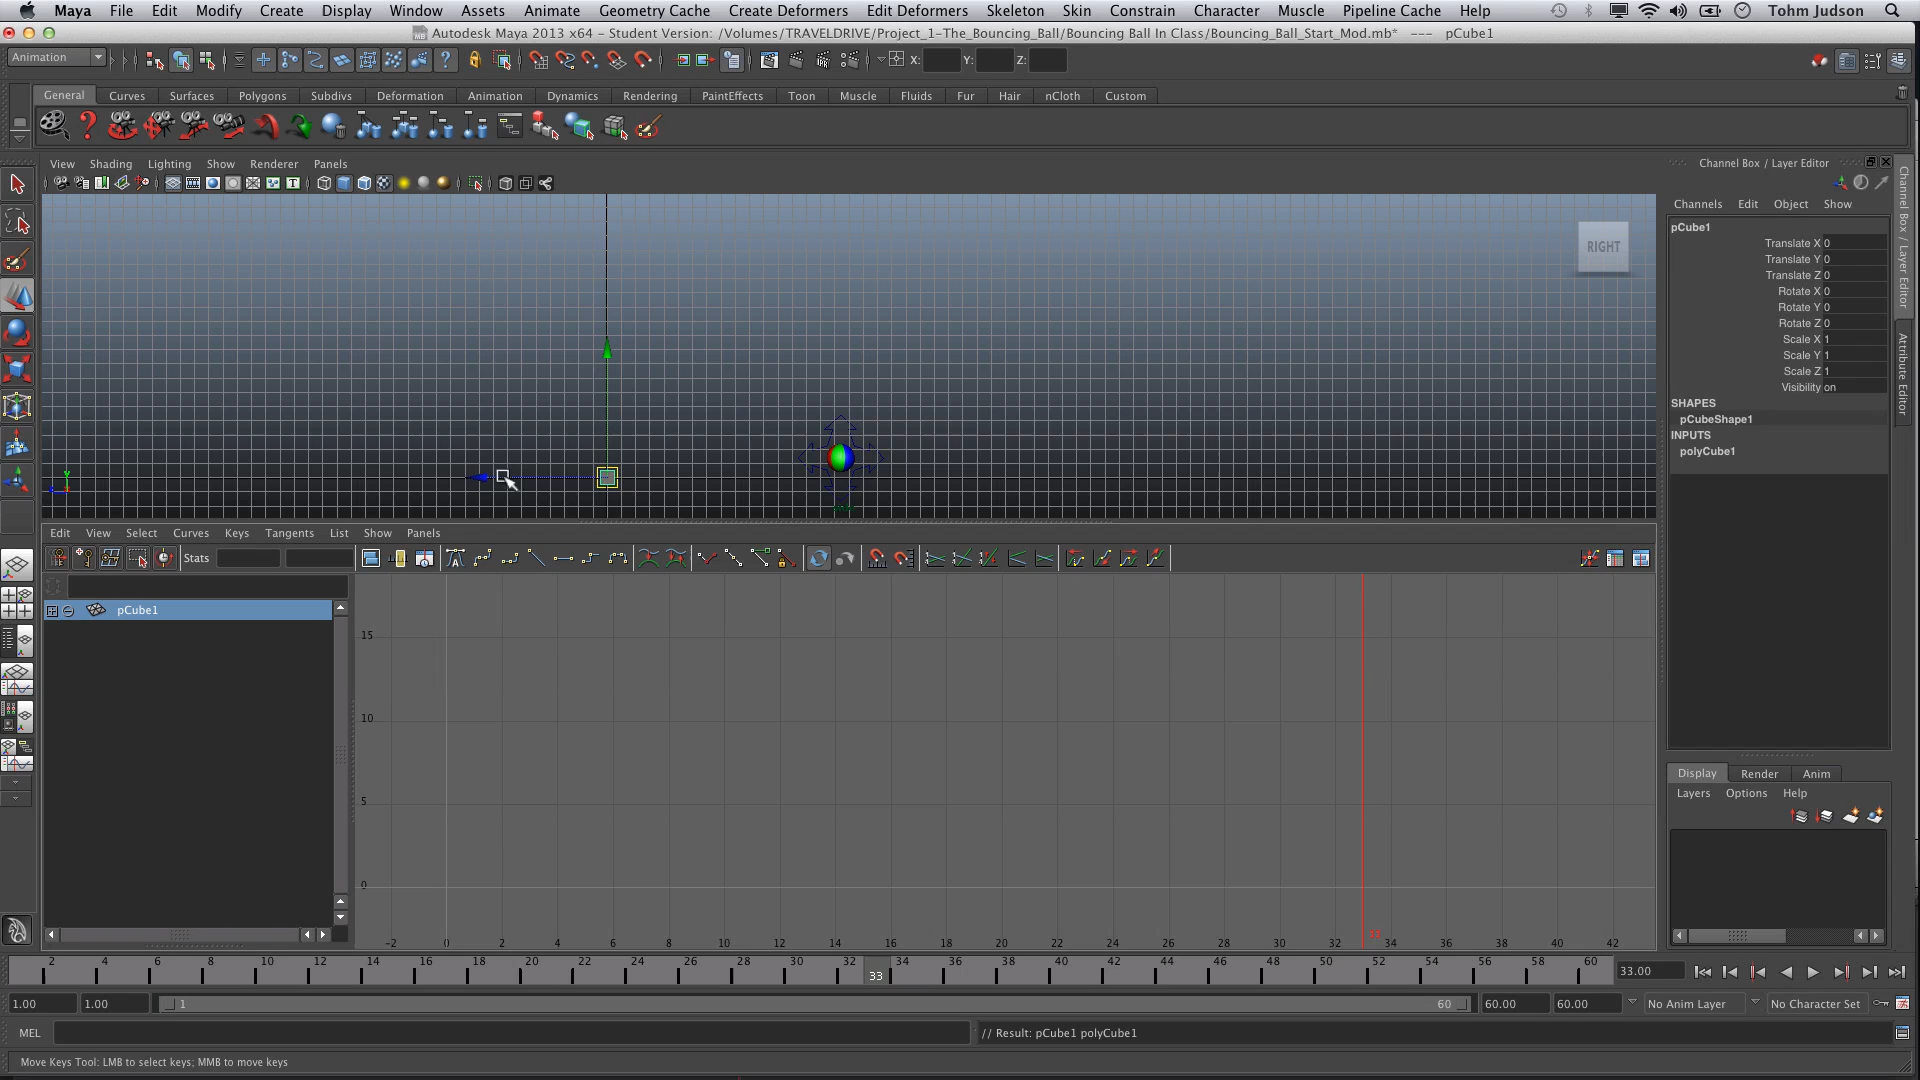 Maya File Edit Modify Create Display Window Assets Animate Geometry Cache Create Deformers Edit Deformers Skeleton Skin Constrain Character Muscle Pipeline Cache Help Tohm Judson
Autodesk Maya 2013 x64 - Student Version: /Volumes/TRAVELDRIVE/Project_1-The_Bouncing_Ball/Bouncing Ball In Class/Bouncing_Ball_Start_Mod.mb* --- pCube1
Animation X: Y: Z:
General Curves Surfaces Polygons Subdivs Deformation Animation Dynamics Rendering PaintEffects Toon Muscle Fluids Fur Hair nCloth Custom
View Shading Lighting Show Renderer Panels
RIGHT
Channel Box / Layer Editor
Channels Edit Object Show
pCube1
Translate X 0
Translate Y 0
Translate Z 0
Rotate X 0
Rotate Y 0
Rotate Z 0
Scale X 1
Scale Y 1
Scale Z 1
Visibility on
SHAPES
pCubeShape1
INPUTS
polyCube1
Channel Box / Layer Editor
Attribute Editor
Edit View Select Curves Keys Tangents List Show Panels
Stats
pCube1
15
10
5
0
-2 0 2 4 6 8 10 12 14 16 18 20 22 24 26 28 30 32 33 34 36 38 40 42
Display Render Anim
Layers Options Help
2 4 6 8 10 12 14 16 18 20 22 24 26 28 30 32 34 36 38 40 42 44 46 48 50 52 54 56 58 60
33
33.00
1.00 1.00 1 60 60.00 60.00 No Anim Layer No Character Set
MEL // Result: pCube1 polyCube1
Move Keys Tool: LMB to select keys; MMB to move keys